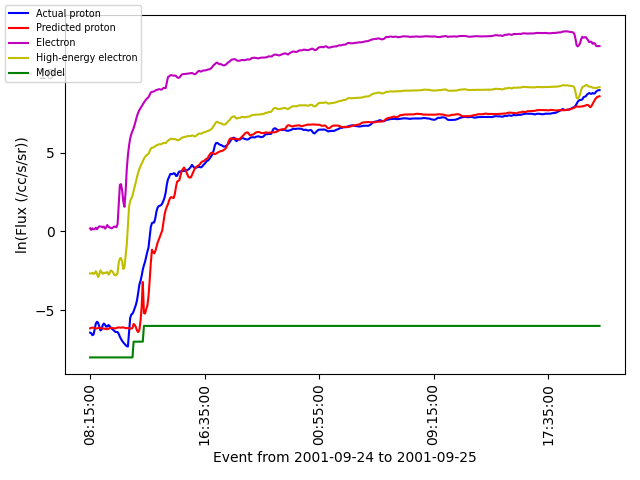 Actual proton
Predicted proton
Electron
High-energy electron
Model
10
5
0
−5
ln(Flux (/cc/s/sr))
08:15:00
16:35:00
00:55:00
09:15:00
17:35:00
Event from 2001-09-24 to 2001-09-25